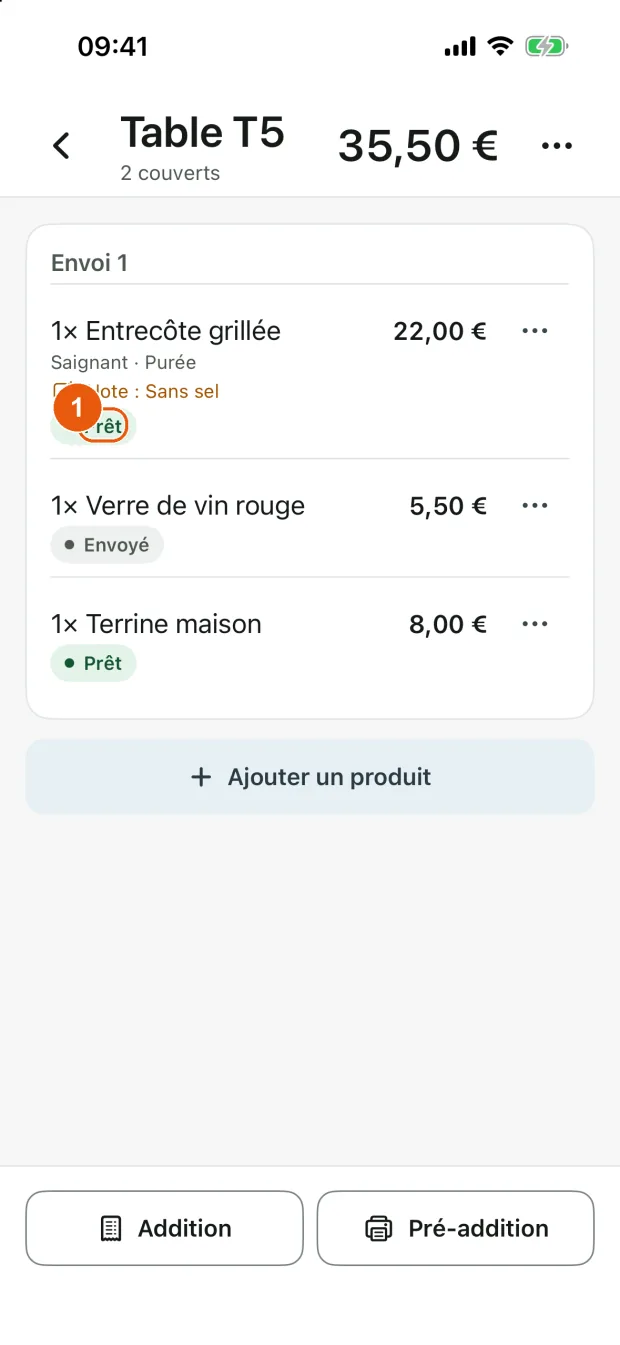 09:41
Table T5
2 couverts
35,50 €
Envoi 1
1× Entrecôte grillée 22,00 €
Saignant · Purée
: Sans sel
1
1× Verre de vin rouge 5,50 €
Envoyé
1× Terrine maison 8,00 €
Prêt
+ Ajouter un produit
Addition
Pré-addition